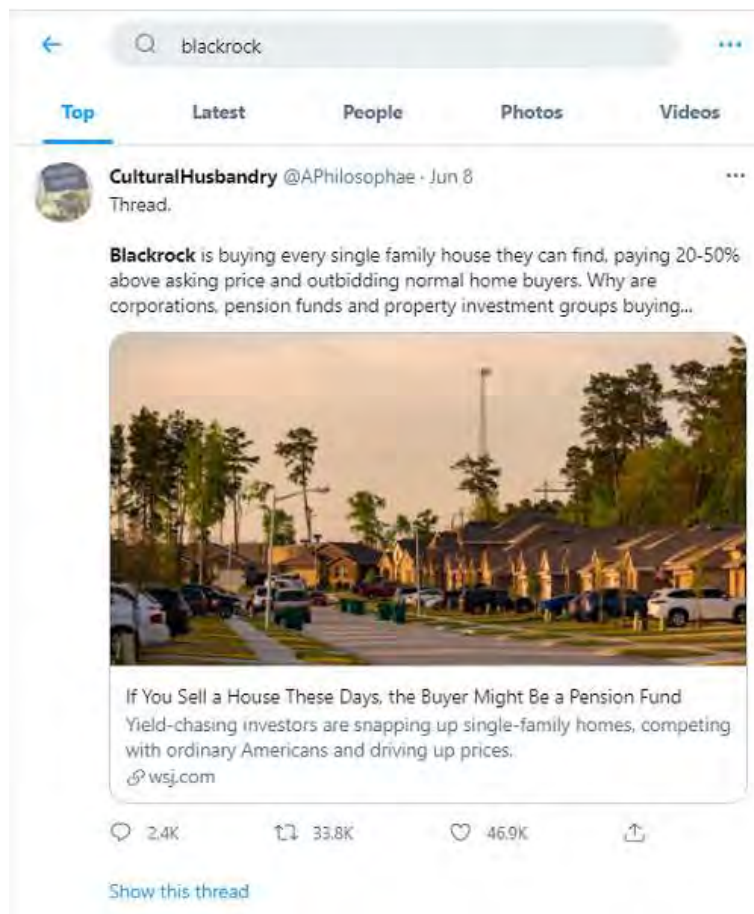 blackrock
Top Latest People Photos Videos
CulturalHusbandry @APhilosophae · Jun 8
Thread.
Blackrock is buying every single family house they can find, paying 20-50%
above asking price and outbidding normal home buyers. Why are
corporations, pension funds and property investment groups buying...
If You Sell a House These Days, the Buyer Might Be a Pension Fund
Yield-chasing investors are snapping up single-family homes, competing
with ordinary Americans and driving up prices.
wsj.com
2.4K 33.8K 46.9K
Show this thread